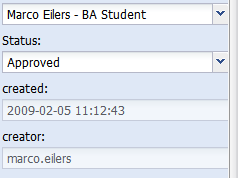 Marco Eilers - BA Student
Status:
Approved
created:
2009-02-05 11:12:43
creator:
marco.eilers